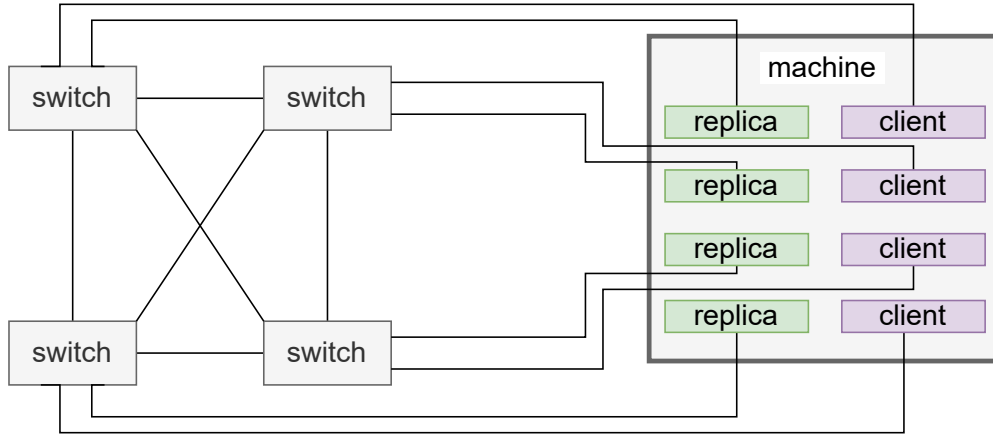 machine
switch
switch
replica
client
replica
client
replica
client
switch
switch
replica
client